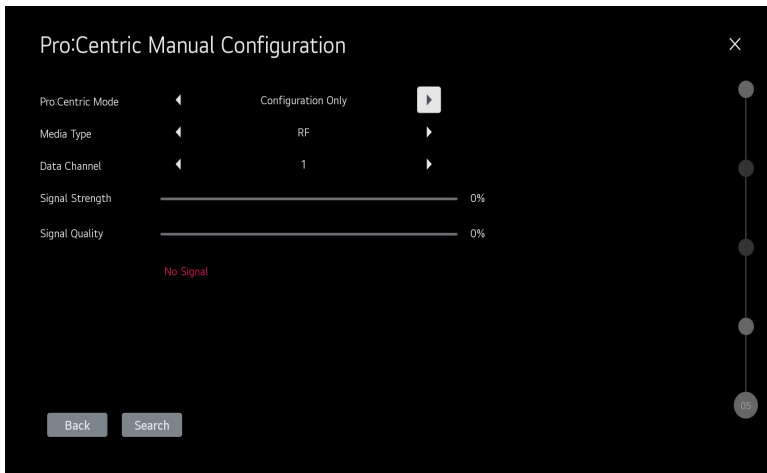 Pro:Centric Manual Configuration
Pro:Centric Mode Configuration Only
Media Type RF
Data Channel 1
Signal Strength 0%
Signal Quality 0%
No Signal
05
Back Search